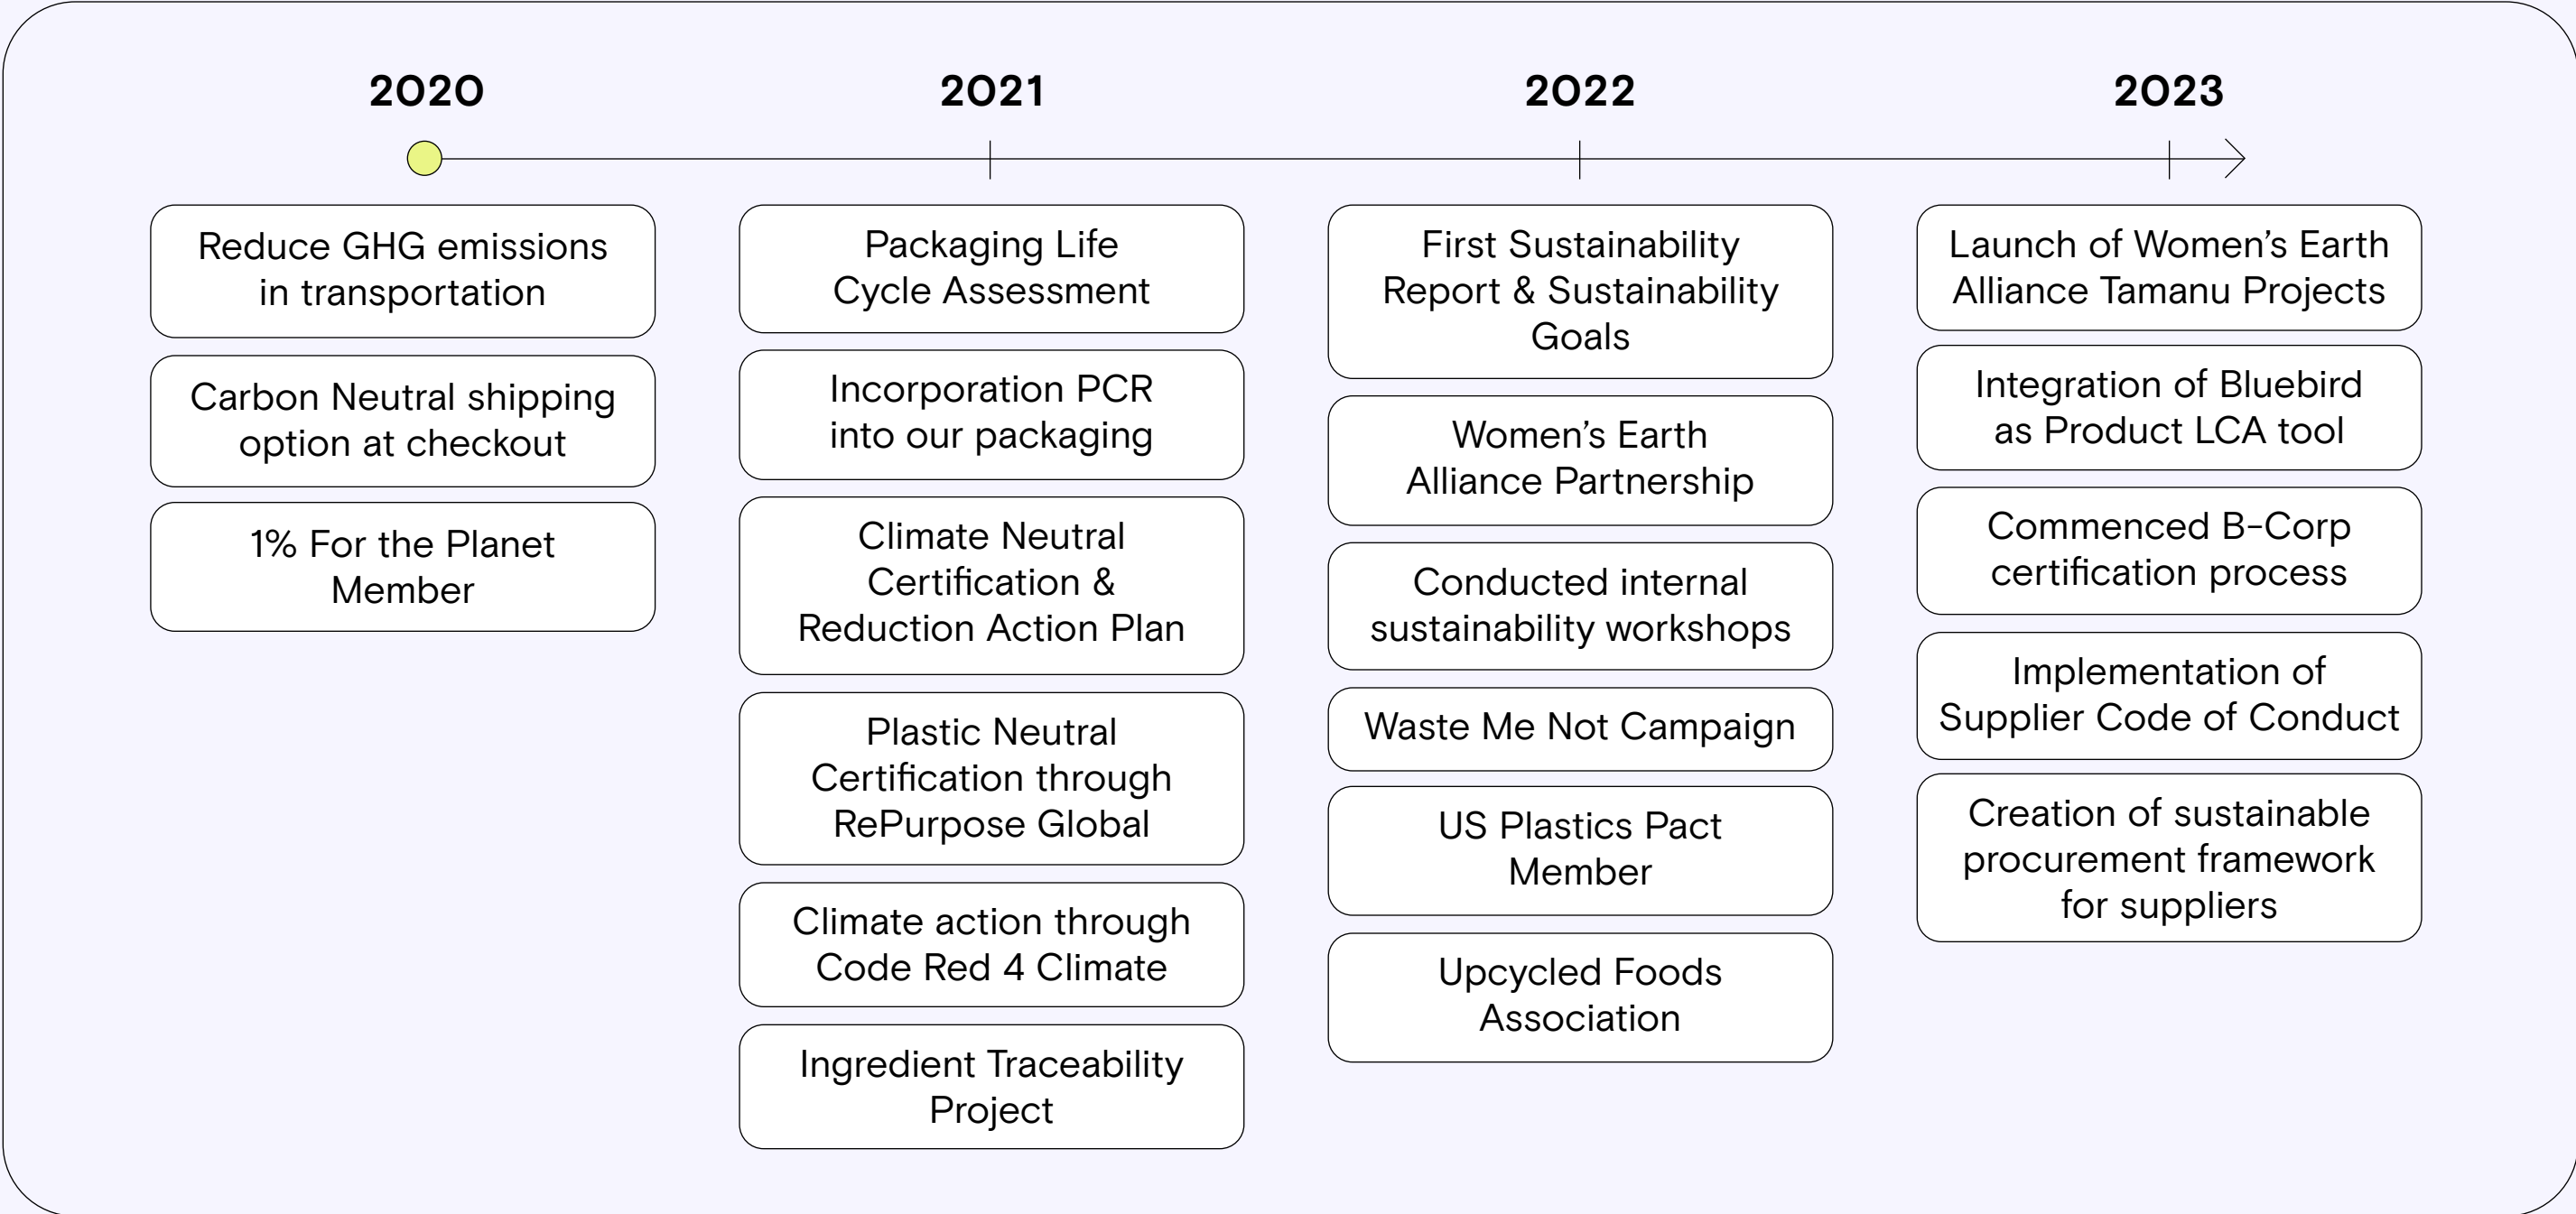 2020
Reduce GHG emissions
in transportation
Carbon Neutral shipping
option at checkout
1% For the Planet
Member
2021
Packaging Life
Cycle Assessment
Incorporation PCR
into our packaging
Climate Neutral
Certification &
Reduction Action Plan
Plastic Neutral
Certification through
RePurpose Global
Climate action through
Code Red 4 Climate
Ingredient Traceability
Project
2022
First Sustainability
Report & Sustainability
Goals
Women’s Earth
Alliance Partnership
Conducted internal
sustainability workshops
Waste Me Not Campaign
US Plastics Pact
Member
Upcycled Foods
Association
2023
Launch of Women’s Earth
Alliance Tamanu Projects
Integration of Bluebird
as Product LCA tool
Commenced B-Corp
certification process
Implementation of
Supplier Code of Conduct
Creation of sustainable
procurement framework
for suppliers